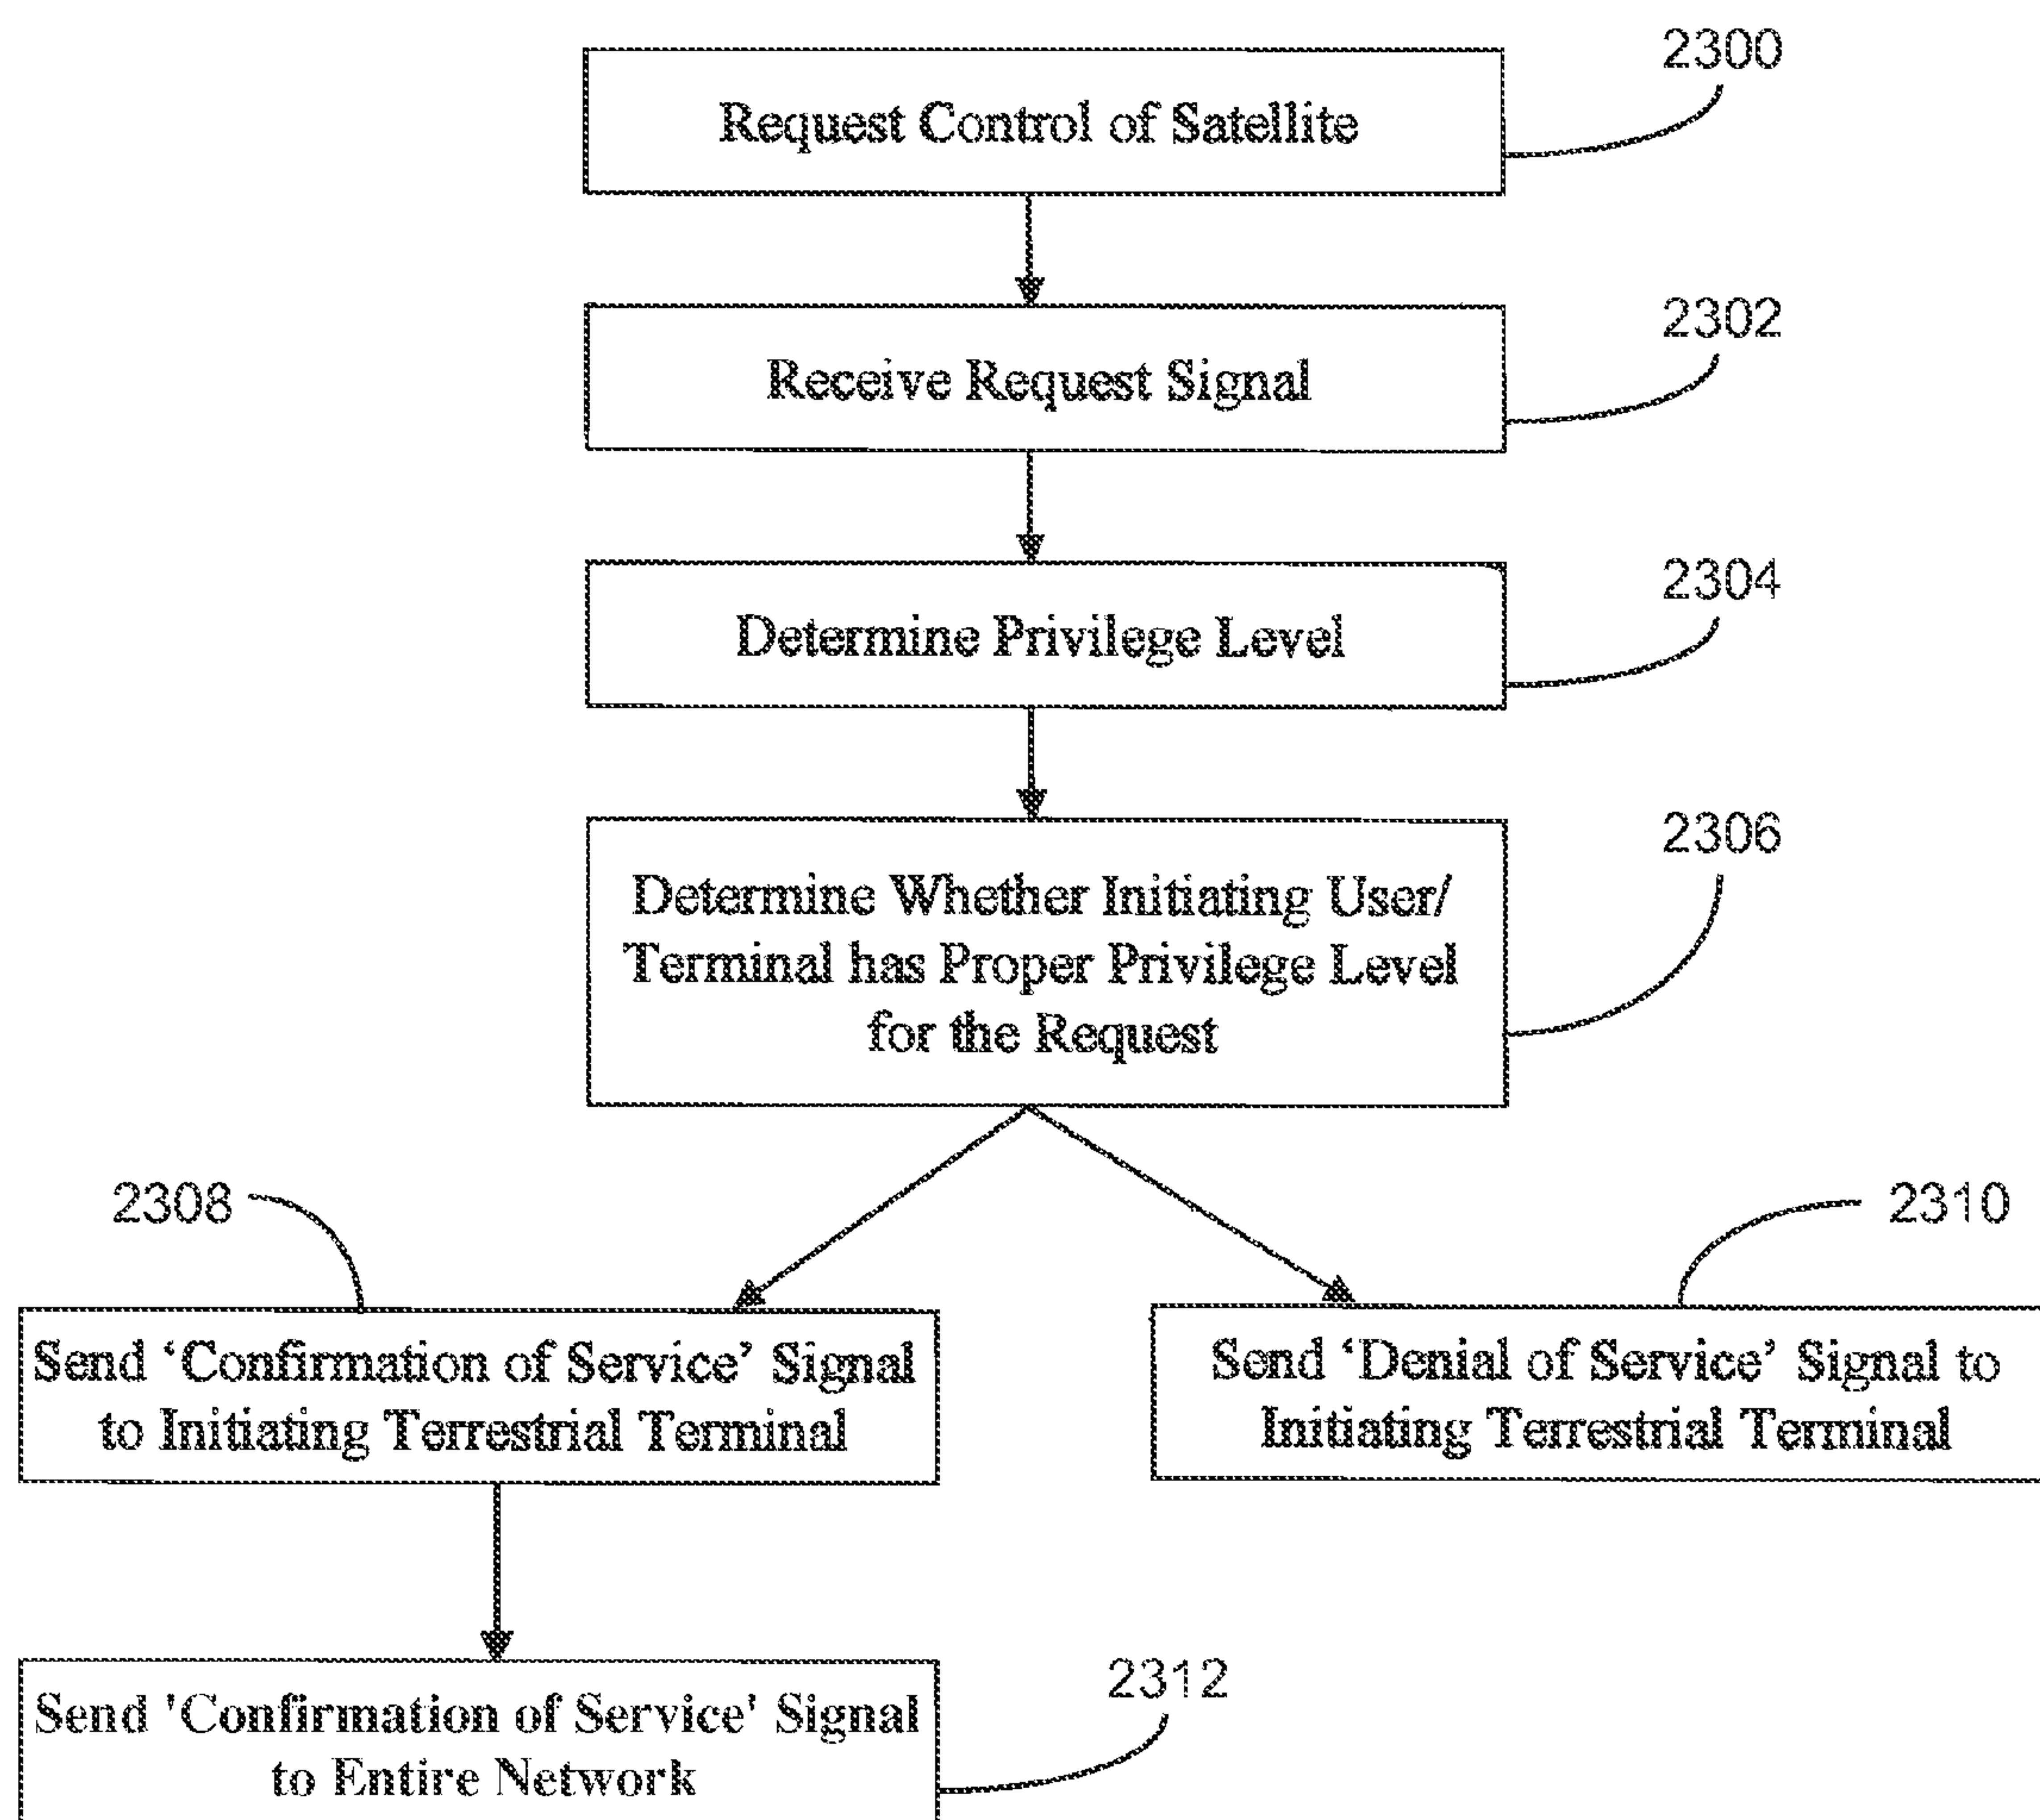 2300
Request Control of Satellite
2302
Receive Request Signal
2304
Determine Privilege Level
2306
Determine Whether Initiating User/
Terminal has Proper Privilege Level
for the Request
2308
2310
Send ‘Confirmation of Service’ Signal
to Initiating Terrestrial Terminal
Send ‘Denial of Service’ Signal to
Initiating Terrestrial Terminal
2312
Send 'Confirmation of Service' Signal
to Entire Network